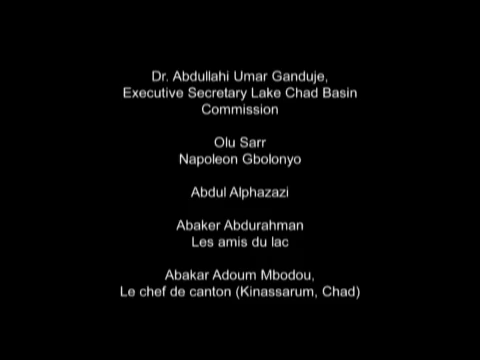 Dr. Abdullahi Umar Ganduje,
Executive Secretary Lake Chad Basin
Commission
Olu Sarr
Napoleon Gbolonyo
Abdul Alphazazi
Abaker Abdurahman
Les amis du lac
Abakar Adoum Mbodou,
Le chef de canton (Kinassarum, Chad)